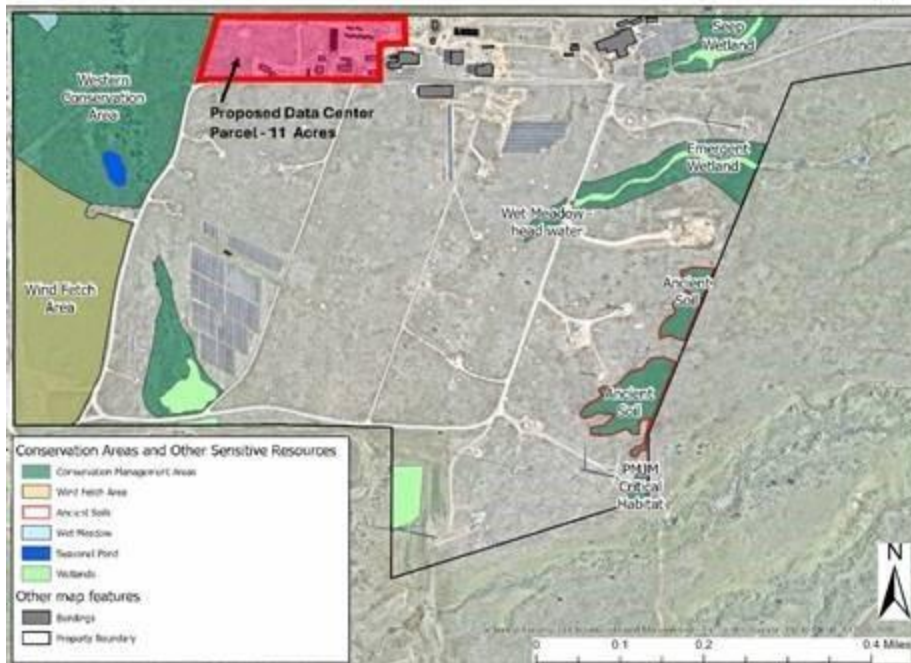 Seep
Wetland
Western
Conservation
Area
Proposed Data Center
Parcel - 11 Acres
Emergent
Wetland
Wet Meadow -
head water
Wind Fetch
Area
Ancient
Soil
Ancient
Soil
PMJM
Critical
Habitat
Conservation Areas and Other Sensitive Resources
Conservation Management Areas
Wind Fetch Area
Ancient Soils
Wet Meadow
Seasonal Pond
Wetlands
Other map features
Buildings
Property Boundary
N
0 0.1 0.2 0.4 Miles